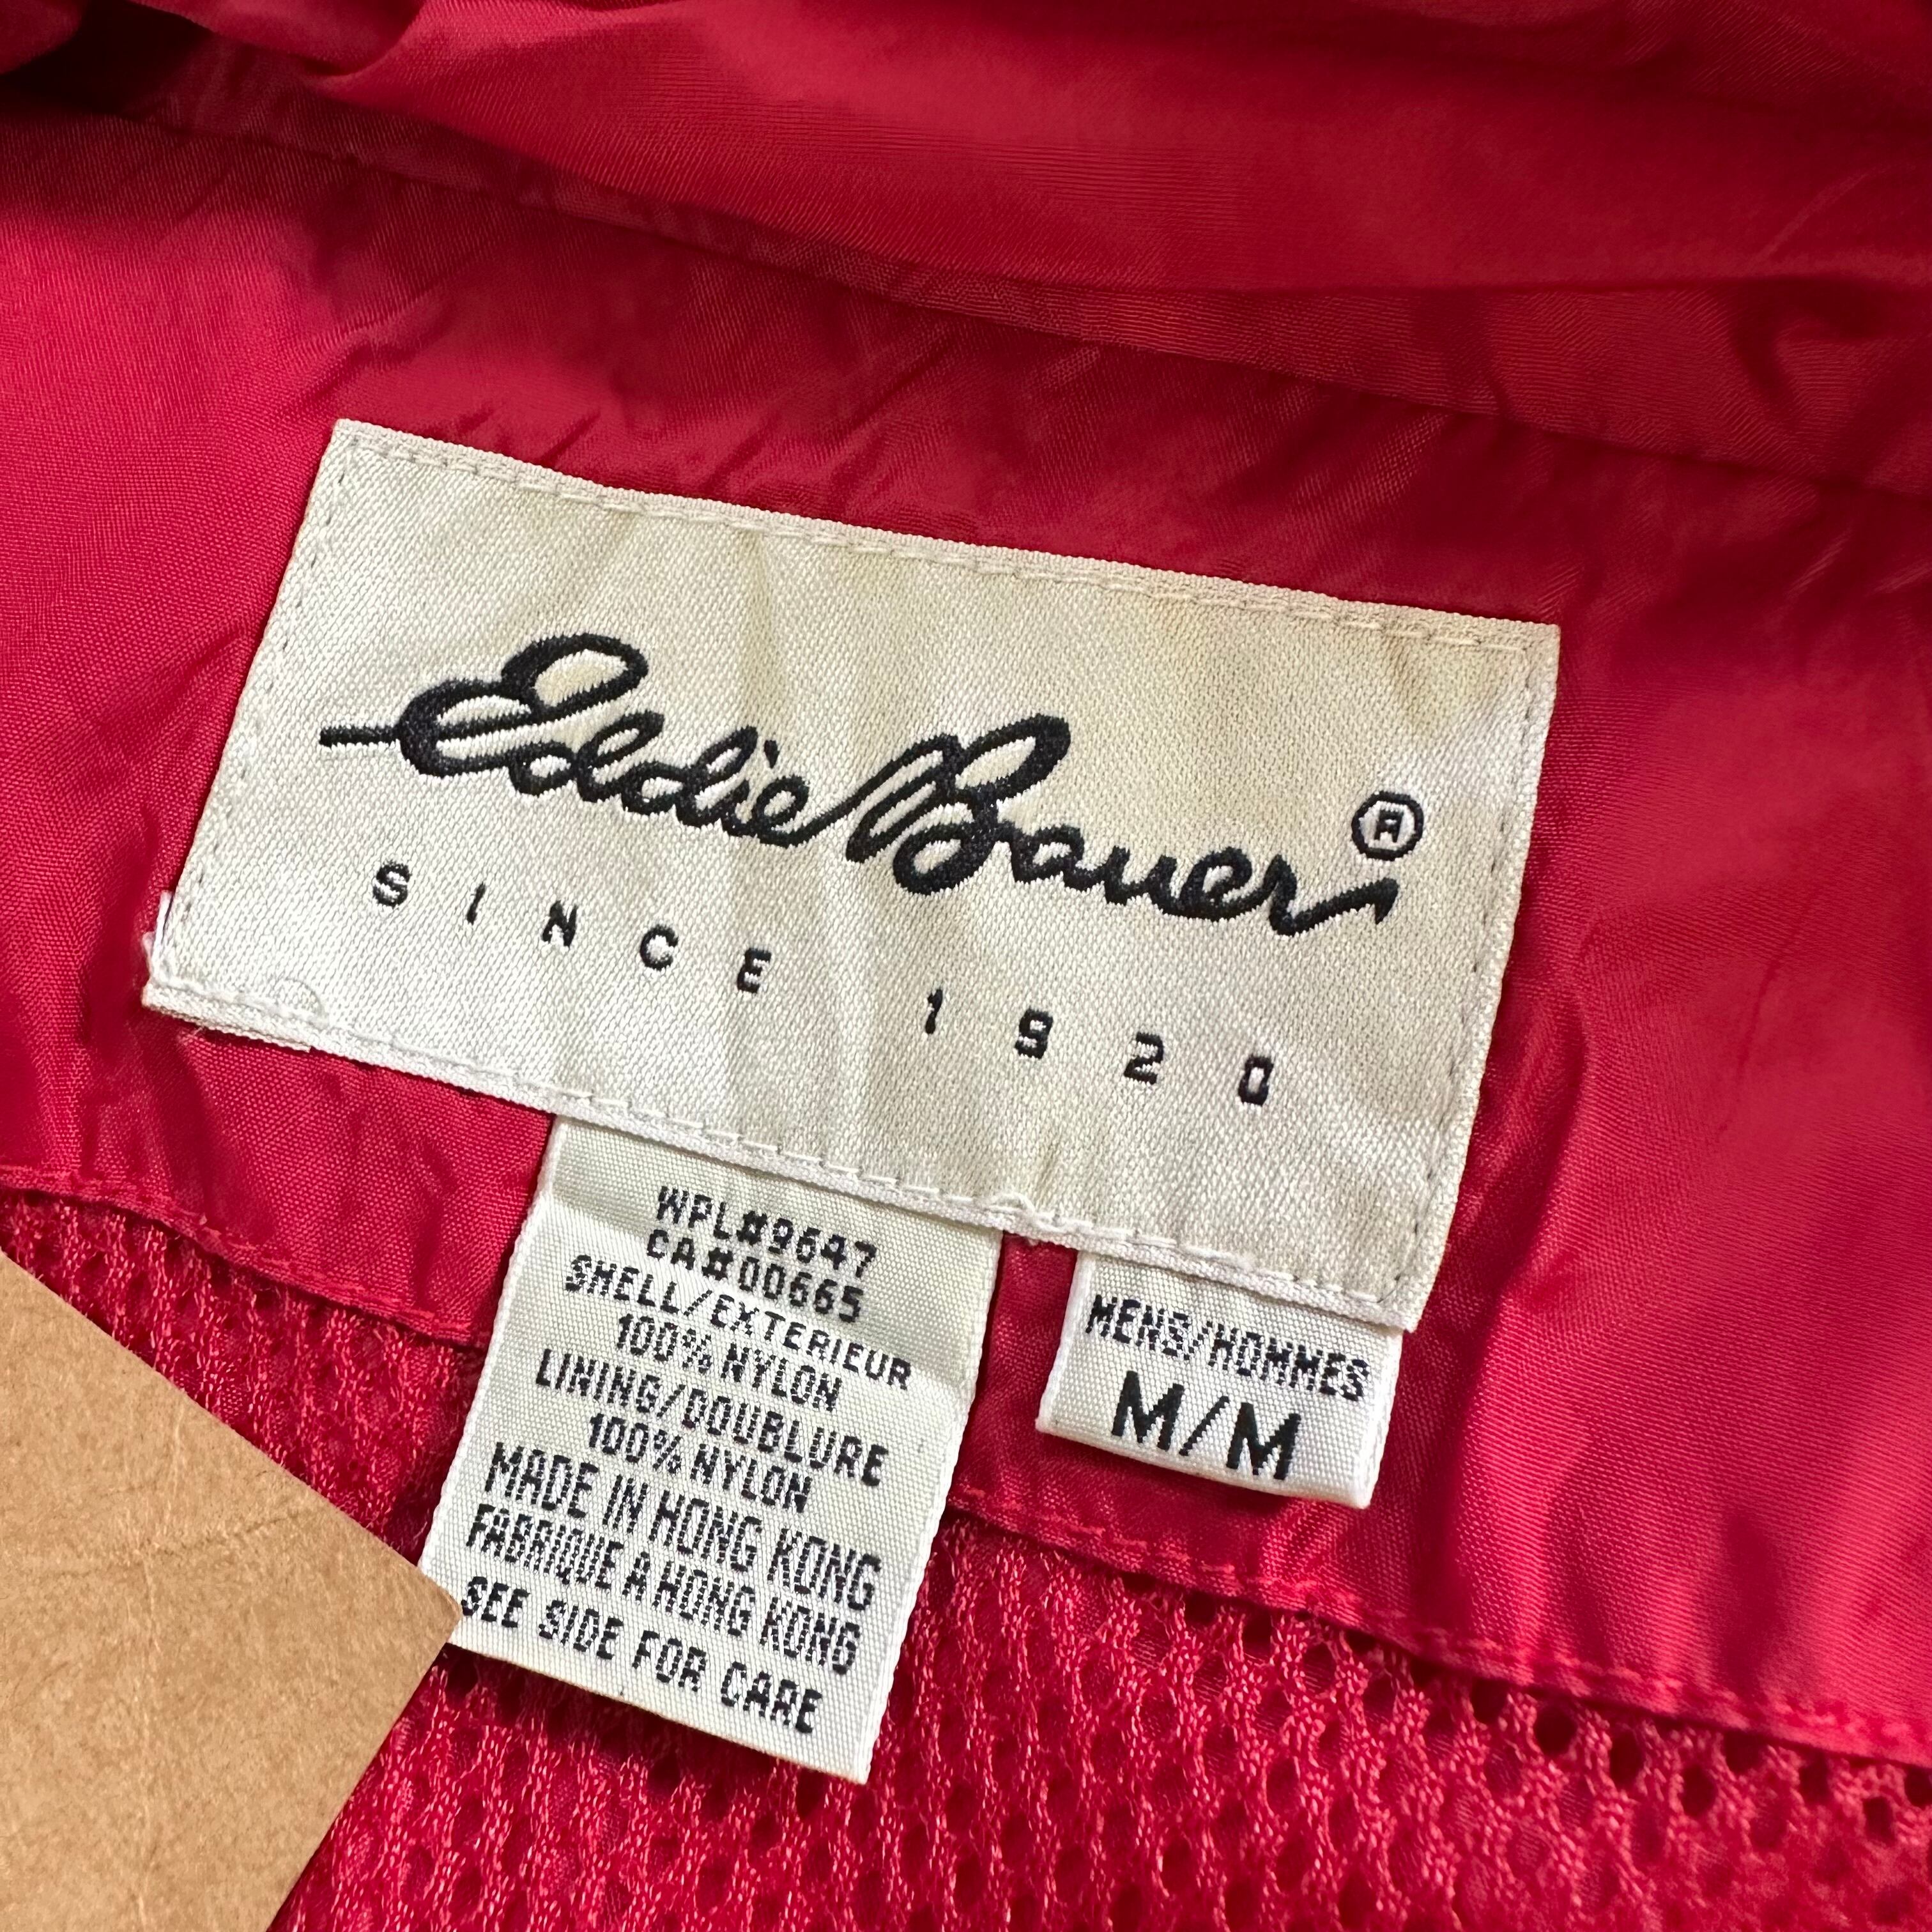 Eddie Bauer ®
SINCE 1920
WPL#9647
CA#00665
SHELL/EXTERIEUR
100% NYLON
LINING/DOUBLURE
100% NYLON
MADE IN HONG KONG
FABRIQUE A HONG KONG
SEE SIDE FOR CARE
MENS/HOMMES
M/M